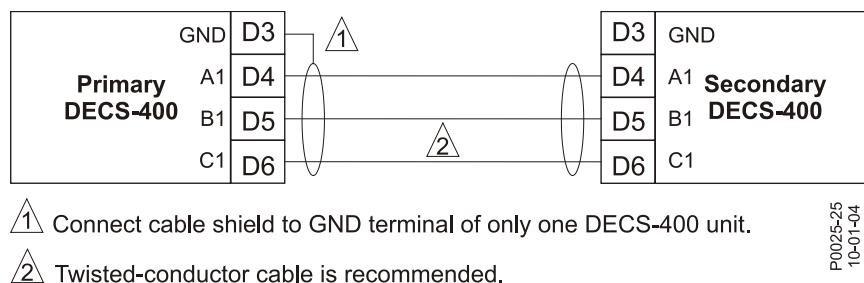 GND D3 1 D3 GND
Primary DECS-400 A1 D4 D4 A1 Secondary DECS-400
B1 D5 D5 B1
2
C1 D6 D6 C1
1 Connect cable shield to GND terminal of only one DECS-400 unit.
2 Twisted-conductor cable is recommended.
P0025-25
10-01-04